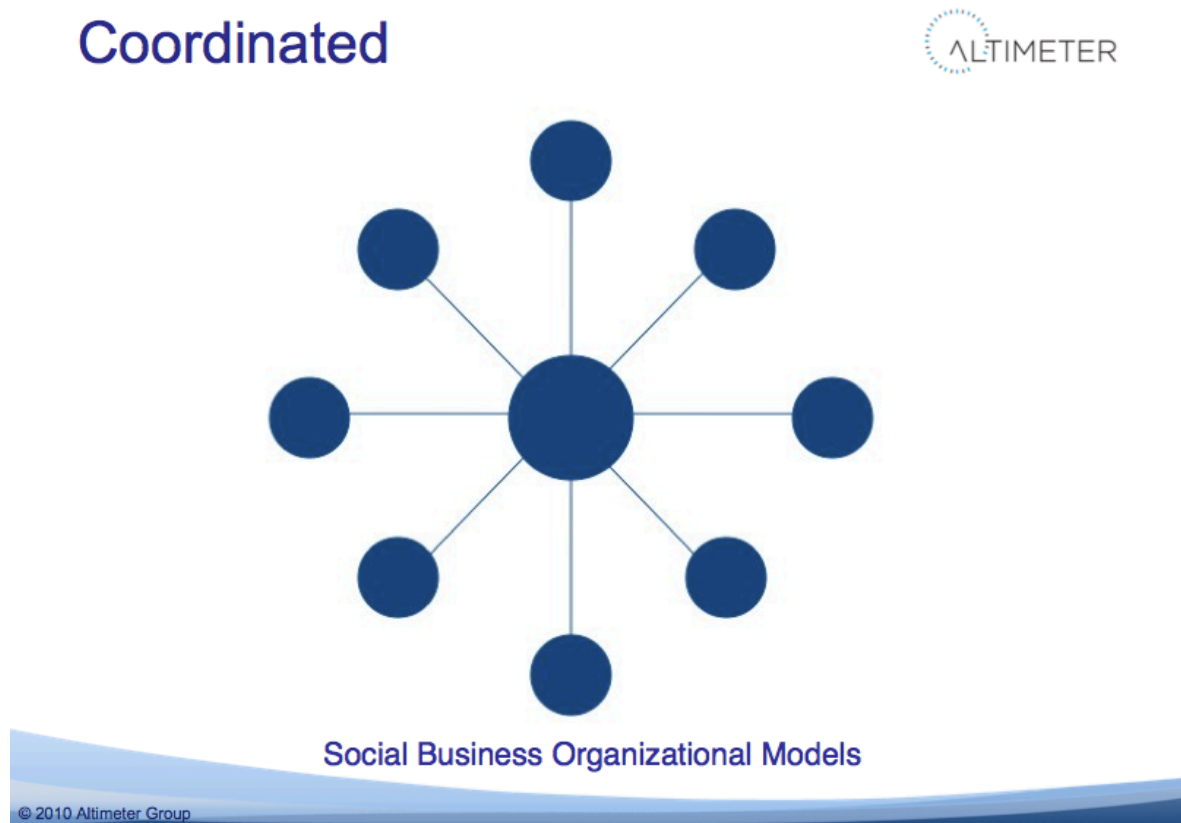 Coordinated
ALTIMETER
Social Business Organizational Models
© 2010 Altimeter Group